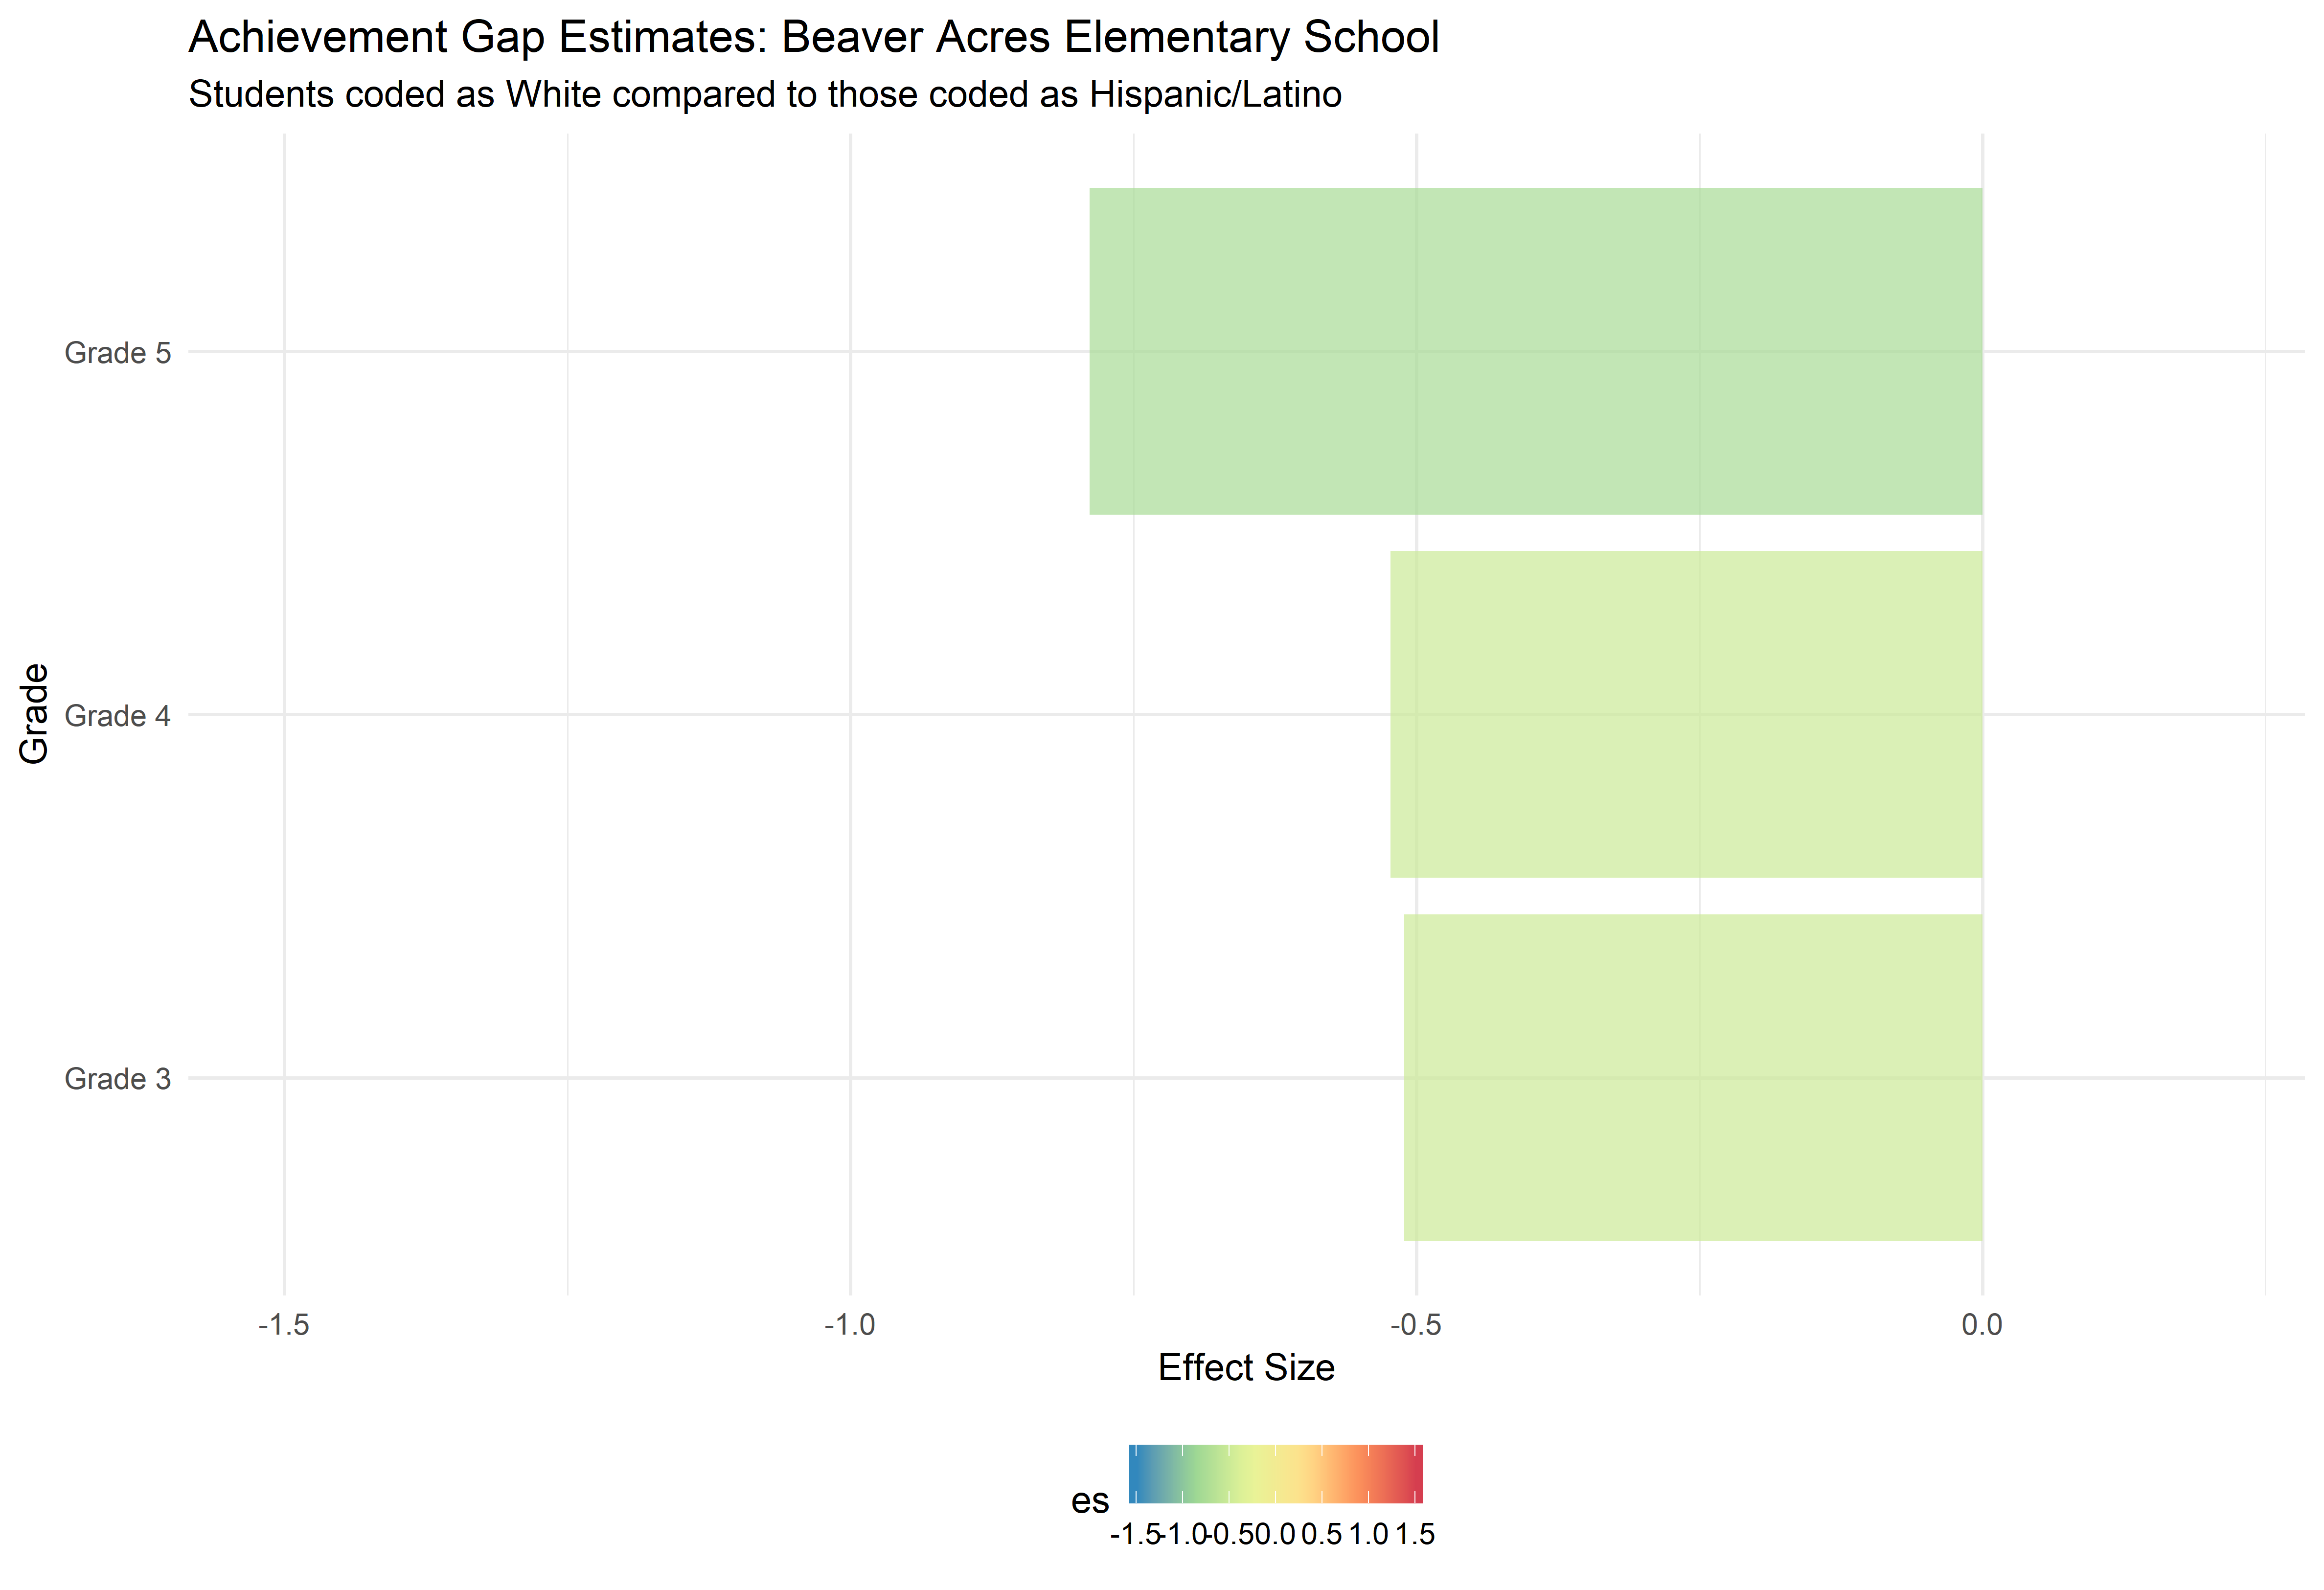 Achievement Gap Estimates: Beaver Acres Elementary School
Students coded as White compared to those coded as Hispanic/Latino
Grade
Grade 5
Grade 4
Grade 3
-1.5 -1.0 -0.5 0.0
Effect Size
es
-1.5 -1.0 -0.5 0.0 0.5 1.0 1.5